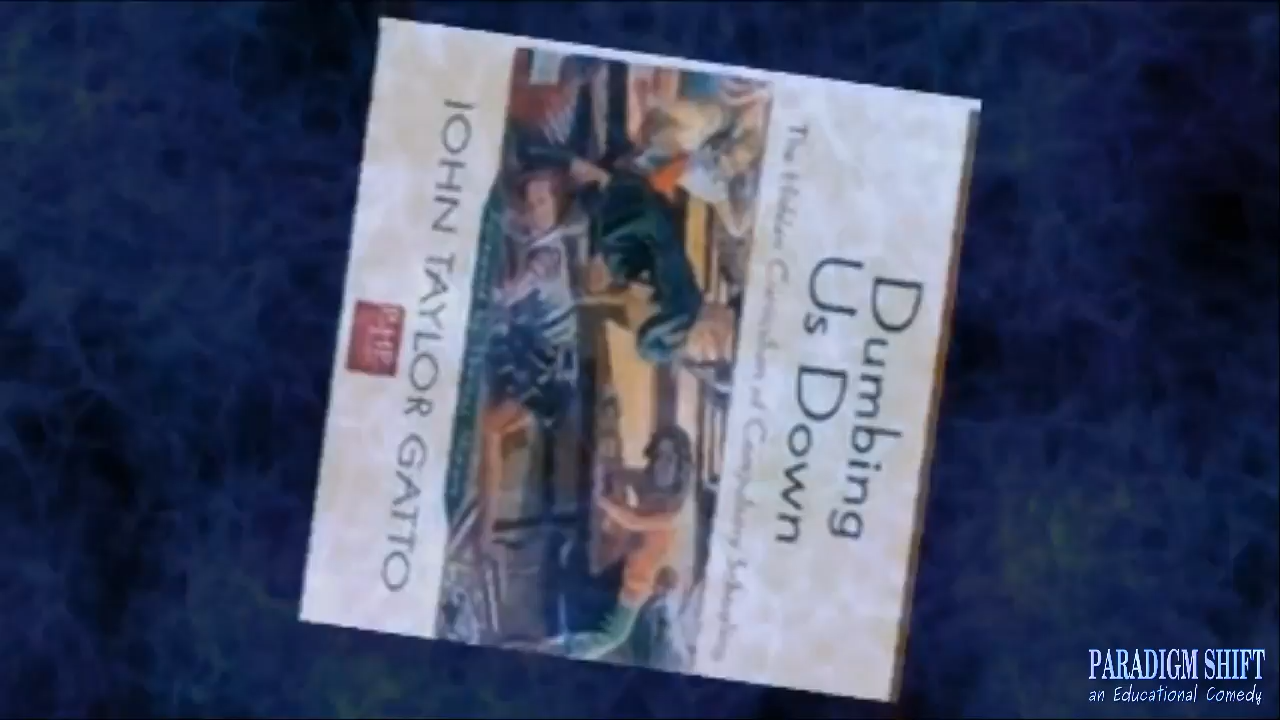 Dumbing
Us Down
The Hidden Curriculum of Compulsory Schooling
JOHN TAYLOR GATTO
PARADIGM SHIFT
an Educational Comedy